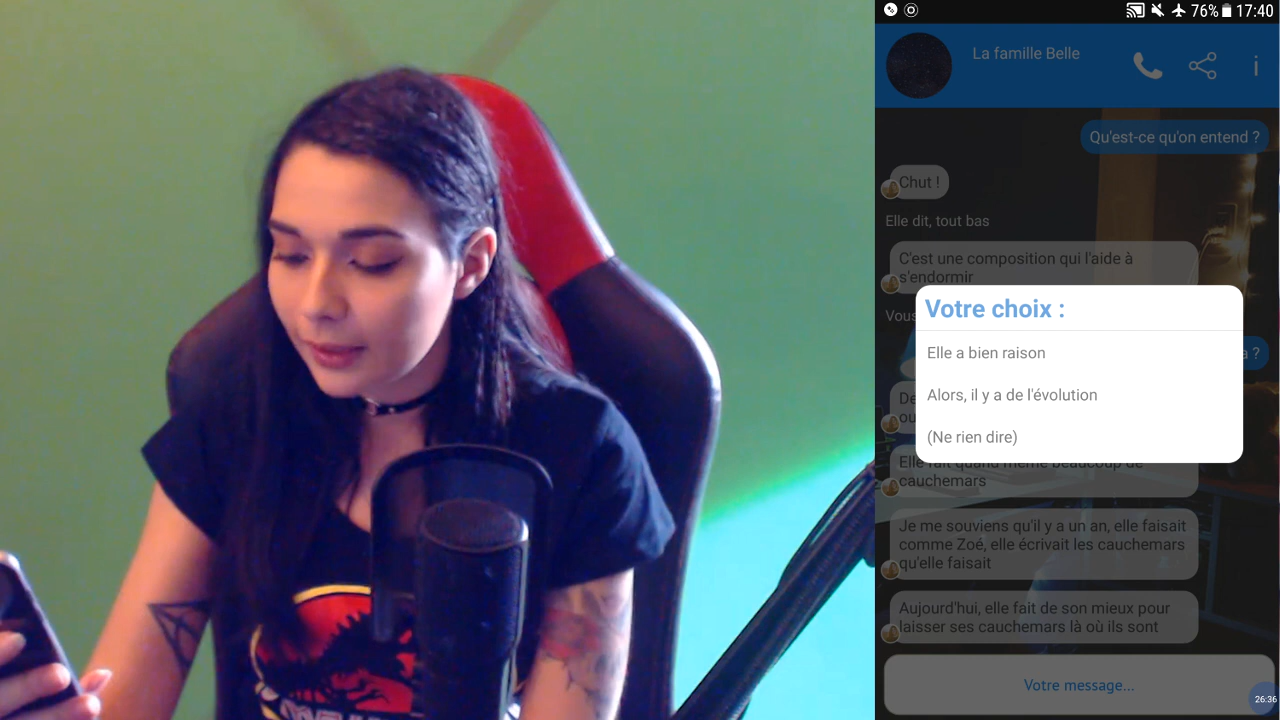 76% 17:40
La famille Belle
Qu'est-ce qu'on entend ?
Chut !
Elle dit, tout bas
C'est une composition qui l'aide à
s'endormir
Vous
Votre choix :
Elle a bien raison
a ?
Alors, il y a de l'évolution
(Ne rien dire)
Elle fait quand même beaucoup de
cauchemars
Je me souviens qu'il y a un an, elle faisait
comme Zoé, elle écrivait les cauchemars
qu'elle faisait
Aujourd'hui, elle fait de son mieux pour
laisser ses cauchemars là où ils sont
Votre message...
26:36